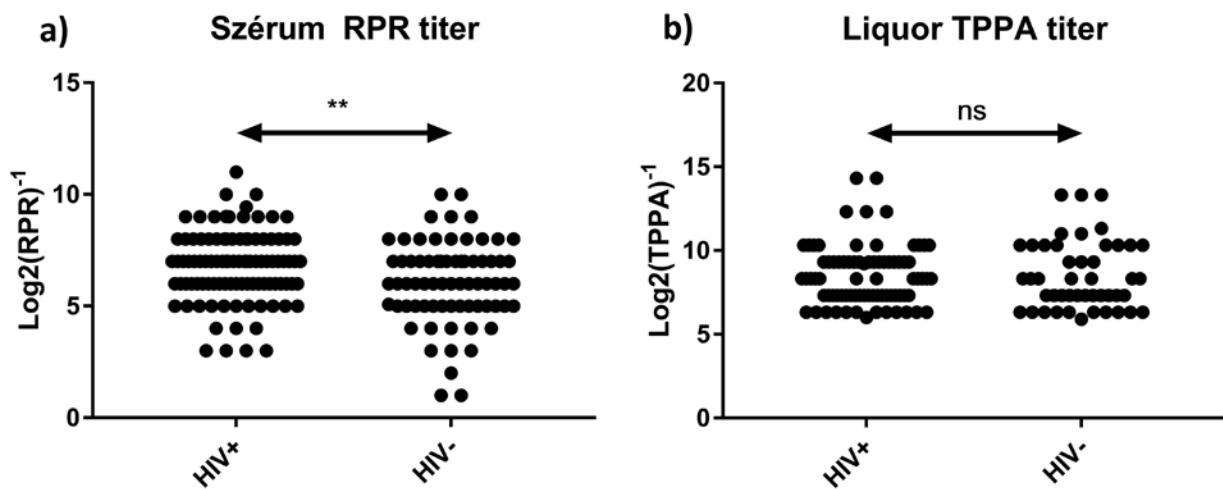 a) Szérum RPR titer
15
10
5
0
Log2(RPR)-1
**
HIV+
HIV-
b) Liquor TPPA titer
20
15
10
5
0
Log2(TPPA)-1
ns
HIV+
HIV-